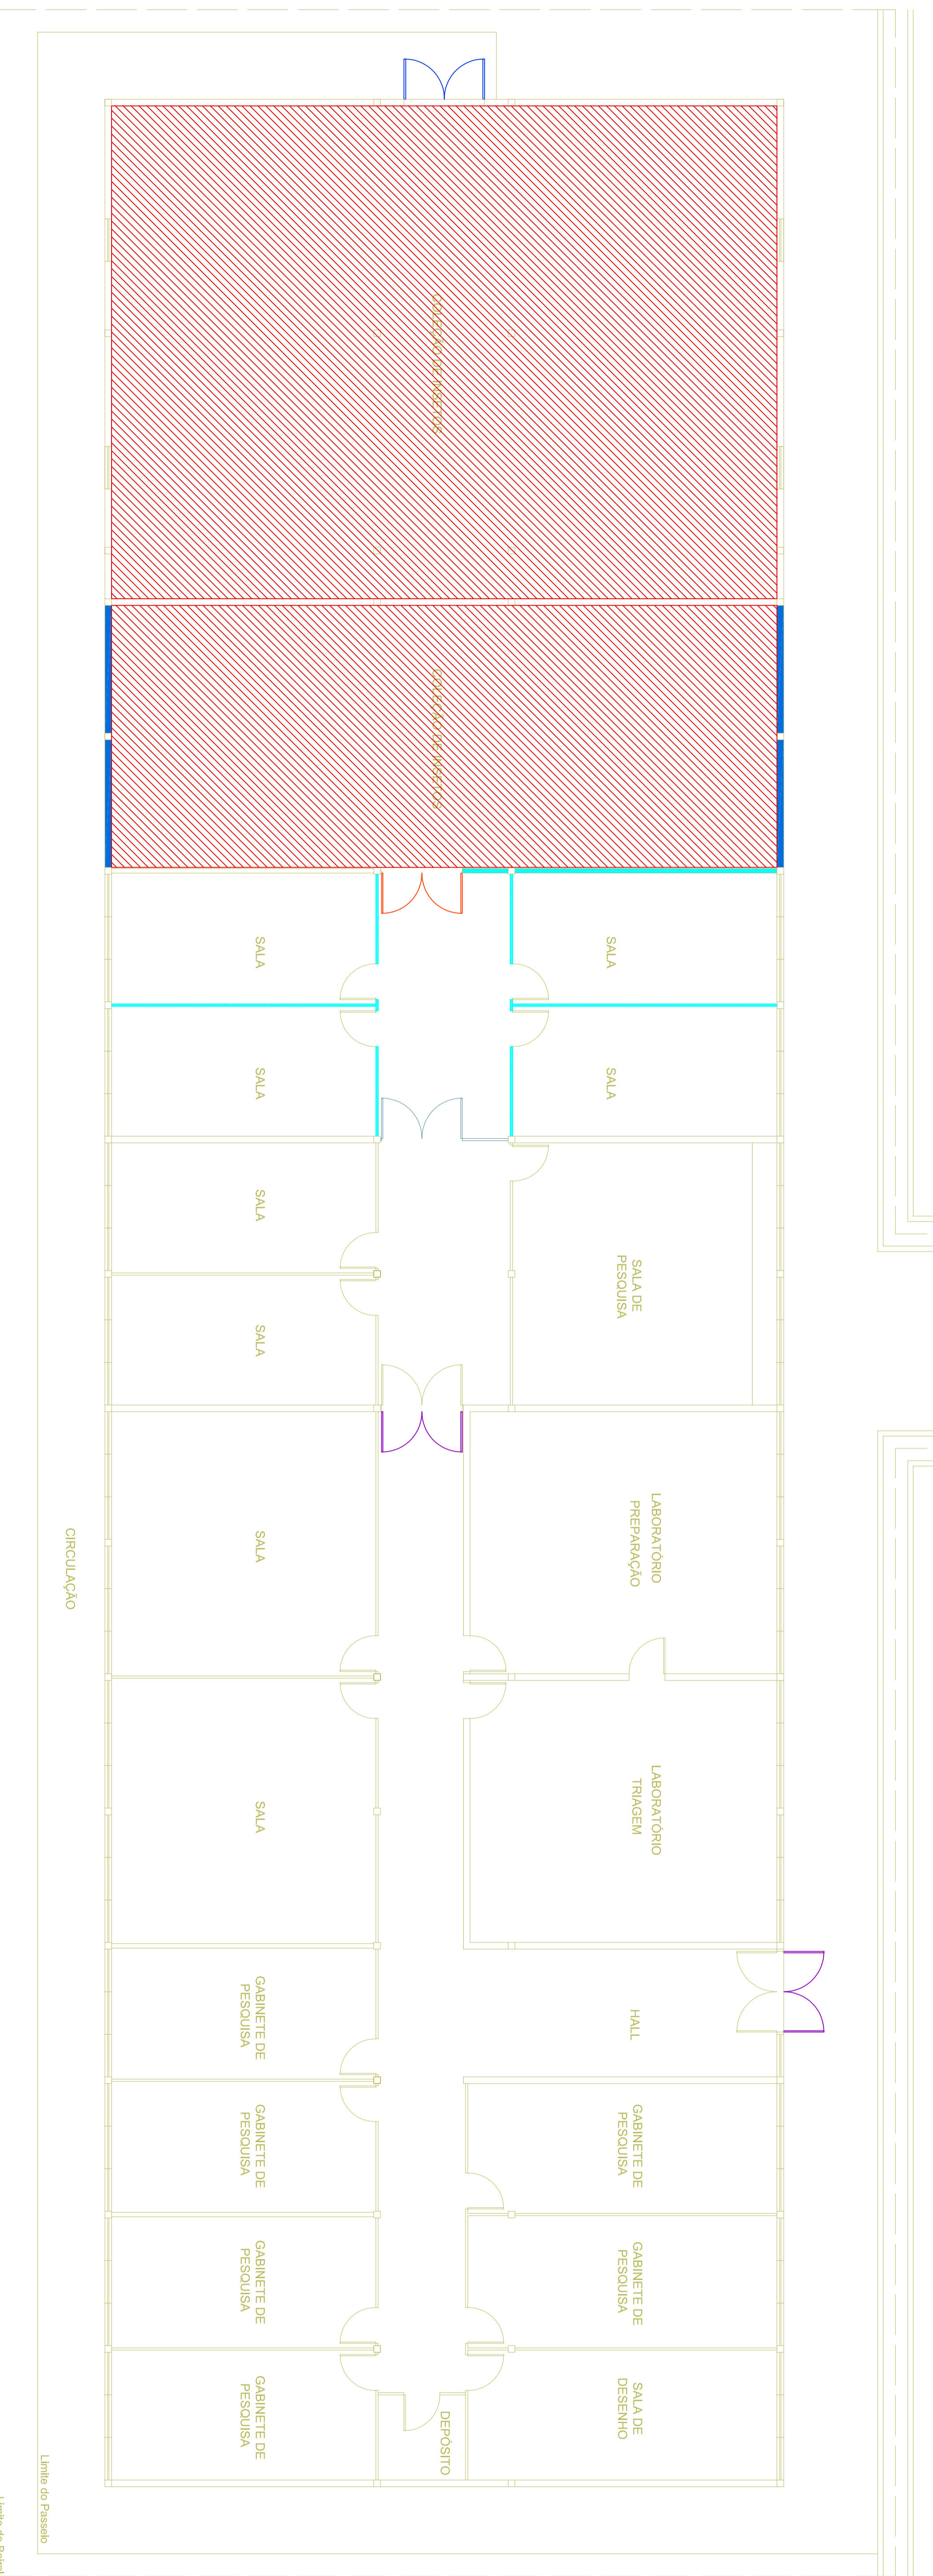 COLEÇÃO DE INSETOS
COLEÇÃO DE INSETOS
SALA
SALA
SALA
SALA
SALA
SALA DE
PESQUISA
SALA
LABORATÓRIO
PREPARAÇÃO
SALA
CIRCULAÇÃO
LABORATÓRIO
TRIAGEM
SALA
HALL
GABINETE DE
PESQUISA
GABINETE DE
PESQUISA
GABINETE DE
PESQUISA
GABINETE DE
PESQUISA
GABINETE DE
PESQUISA
SALA DE
DESENHO
DEPÓSITO
GABINETE DE
PESQUISA
Limite do Passeio
Limite do